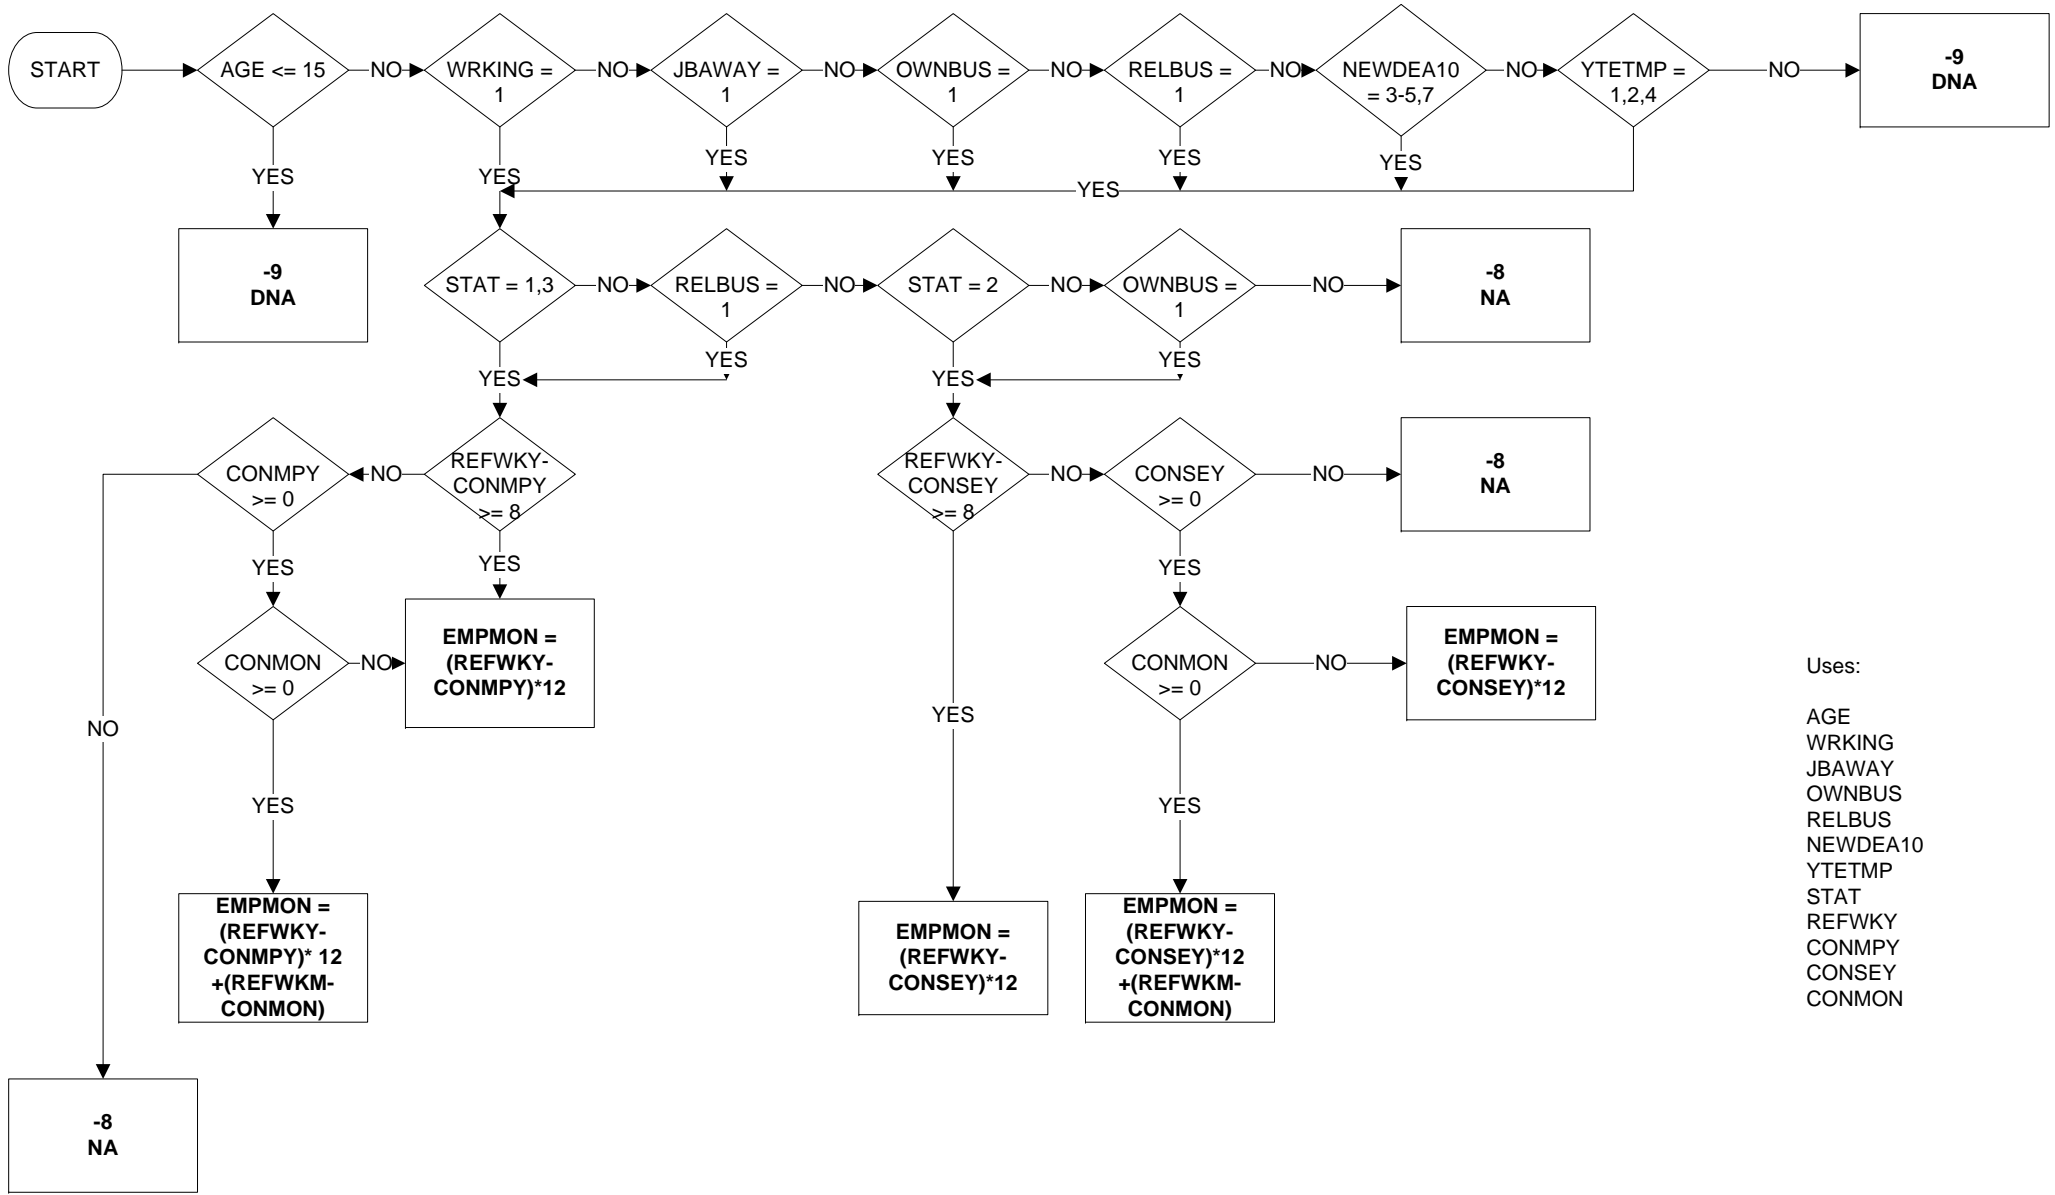 START
AGE <= 15
NO
WRKING =
1
NO
JBAWAY =
1
NO
OWNBUS =
1
NO
RELBUS =
1
NO
NEWDEA10
= 3-5,7
NO
YTETMP =
1,2,4
NO
-9
DNA
YES
YES
YES
YES
YES
YES
YES
-9
DNA
STAT = 1,3
NO
RELBUS =
1
NO
STAT = 2
NO
OWNBUS =
1
NO
-8
NA
YES
YES
YES
YES
CONMPY
>= 0
NO
REFWKY-
CONMPY
>= 8
REFWKY-
CONSEY
>= 8
NO
CONSEY
>= 0
NO
-8
NA
YES
YES
YES
CONMON
>= 0
NO
EMPMON =
(REFWKY-
CONMPY)*12
CONMON
>= 0
NO
EMPMON =
(REFWKY-
CONSEY)*12
NO
YES
YES
YES
EMPMON =
(REFWKY-
CONMPY)* 12
+(REFWKM-
CONMON)
EMPMON =
(REFWKY-
CONSEY)*12
EMPMON =
(REFWKY-
CONSEY)*12
+(REFWKM-
CONMON)
-8
NA
Uses:
AGE
WRKING
JBAWAY
OWNBUS
RELBUS
NEWDEA10
YTETMP
STAT
REFWKY
CONMPY
CONSEY
CONMON